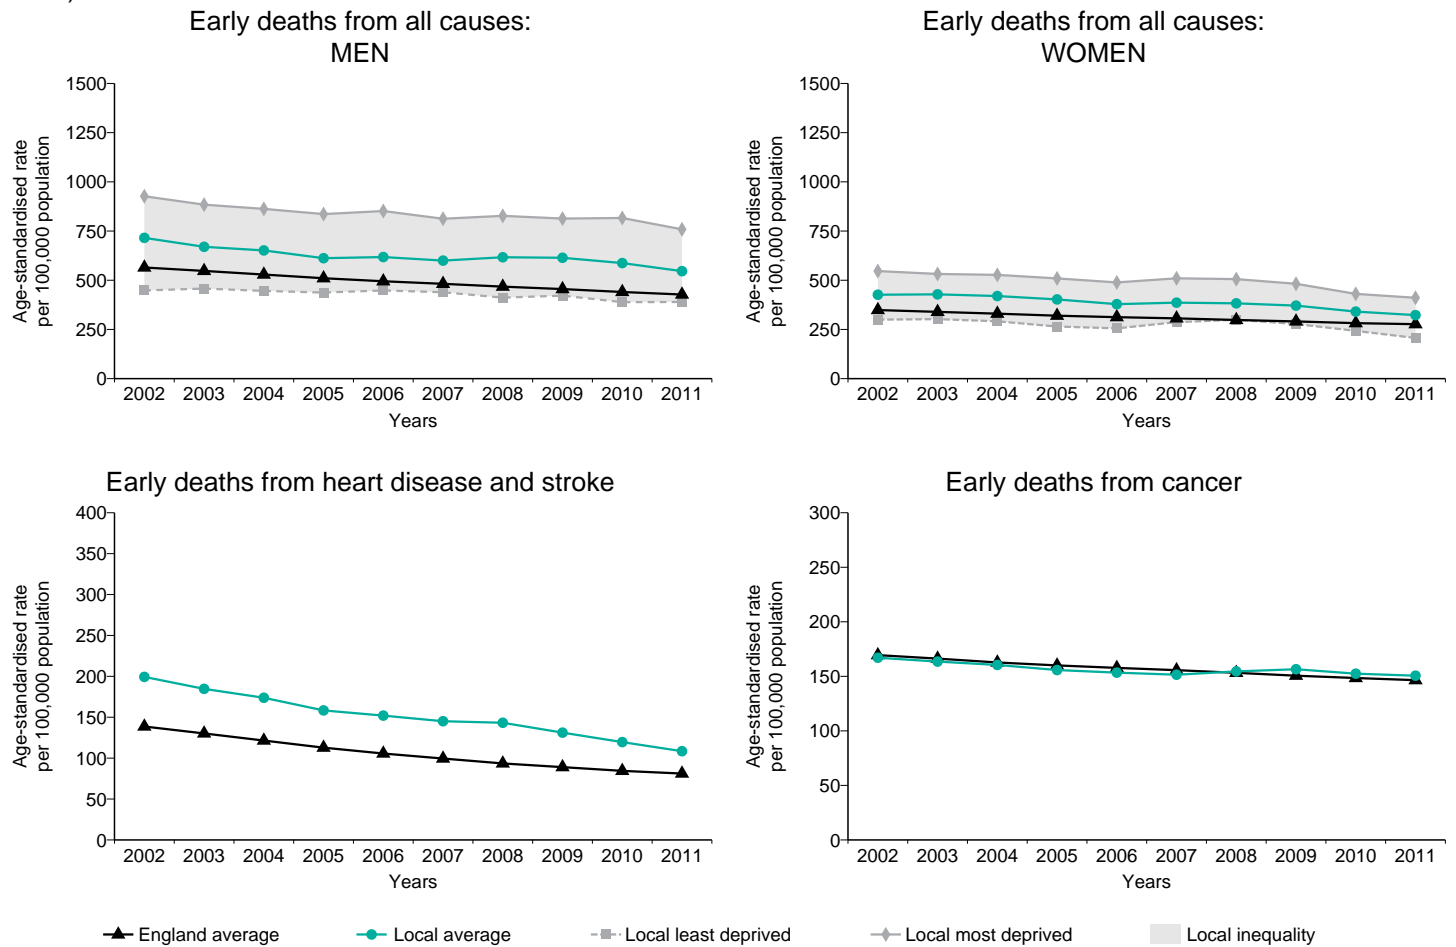 Early deaths from all causes:
MEN
1500
1250
1000
750
500
250
0
Age-standardised rate
per 100,000 population
2002 2003 2004 2005 2006 2007 2008 2009 2010 2011
Years
Early deaths from all causes:
WOMEN
1500
1250
1000
750
500
250
0
Age-standardised rate
per 100,000 population
2002 2003 2004 2005 2006 2007 2008 2009 2010 2011
Years
Early deaths from heart disease and stroke
400
350
300
250
200
150
100
50
0
Age-standardised rate
per 100,000 population
2002 2003 2004 2005 2006 2007 2008 2009 2010 2011
Years
Early deaths from cancer
300
250
200
150
100
50
0
Age-standardised rate
per 100,000 population
2002 2003 2004 2005 2006 2007 2008 2009 2010 2011
Years
England average Local average Local least deprived Local most deprived Local inequality